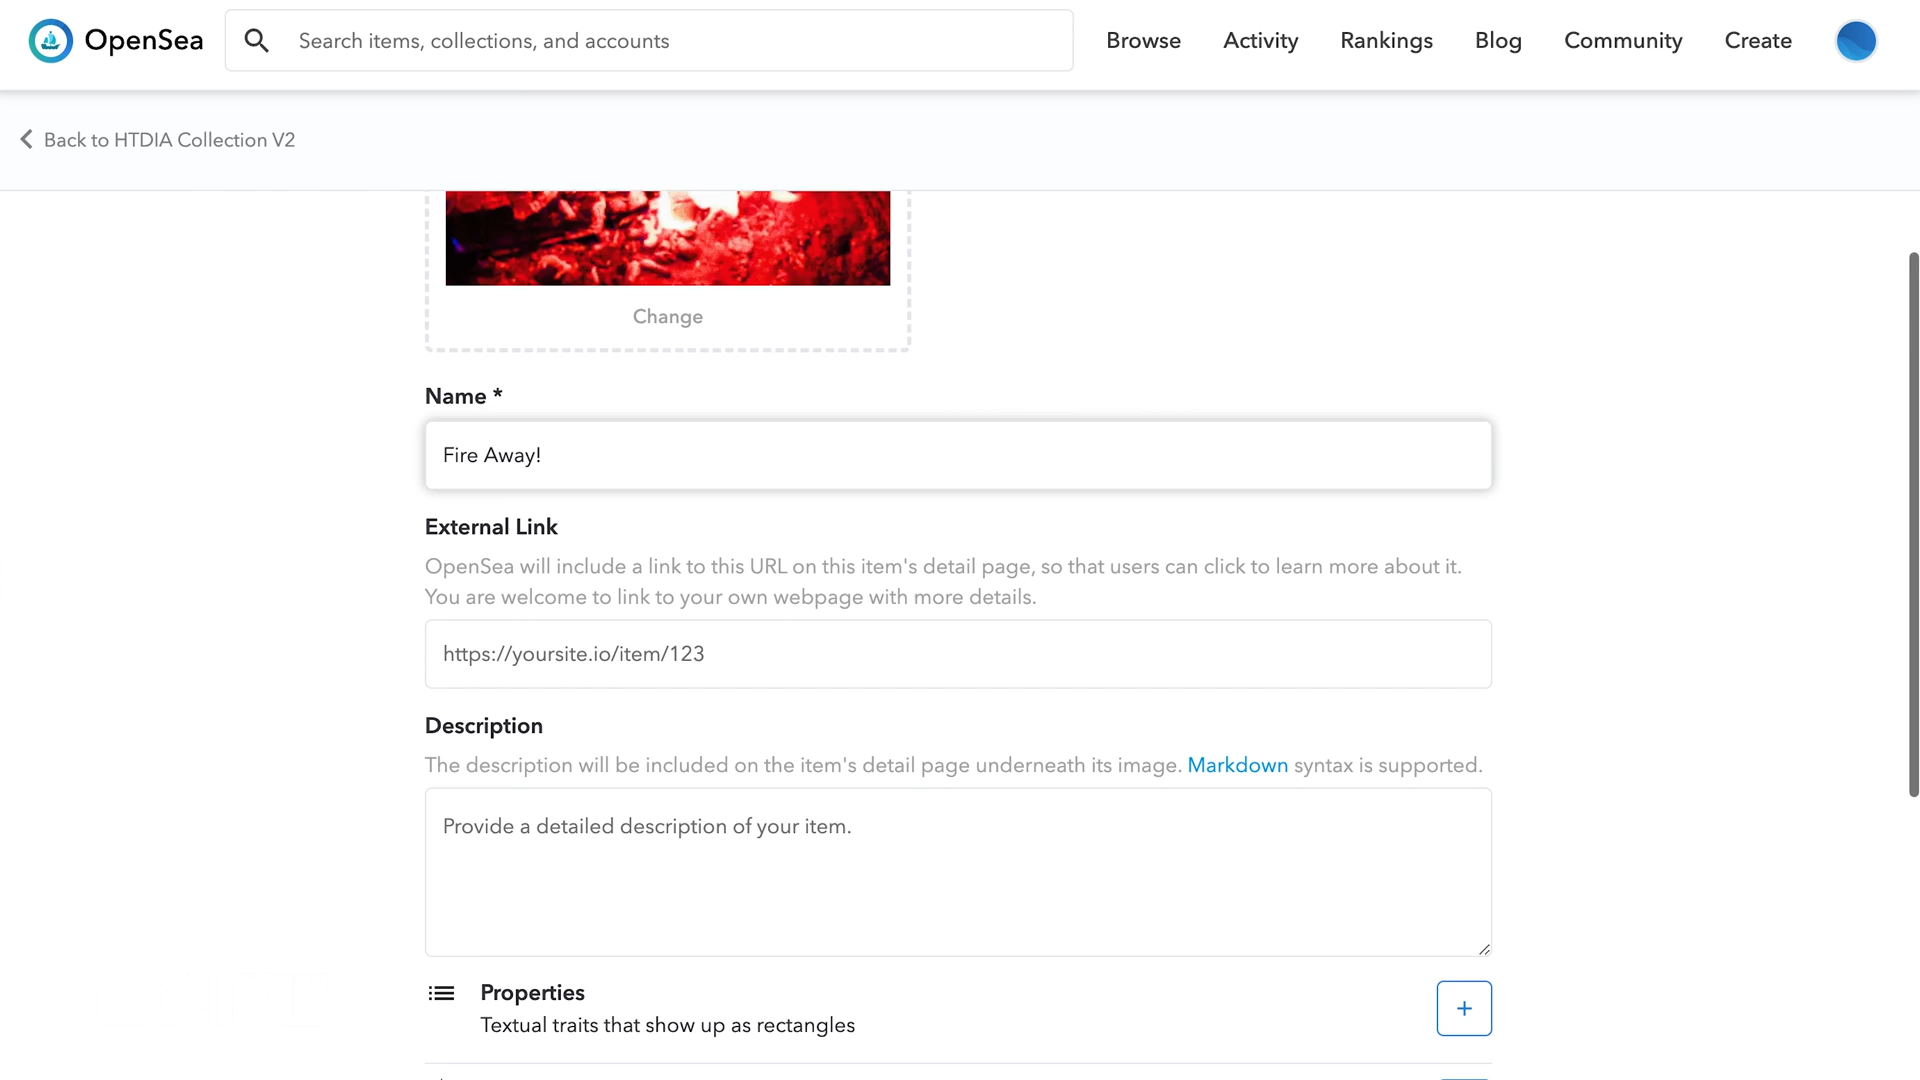 OpenSea
Search items, collections, and accounts
Browse
Activity
Rankings
Blog
Community
Create
Back to HTDIA Collection V2
Change
Name *
Fire Away!
External Link
OpenSea will include a link to this URL on this item's detail page, so that users can click to learn more about it.
You are welcome to link to your own webpage with more details.
https://yoursite.io/item/123
Description
The description will be included on the item's detail page underneath its image. Markdown syntax is supported.
Provide a detailed description of your item.
Properties
Textual traits that show up as rectangles